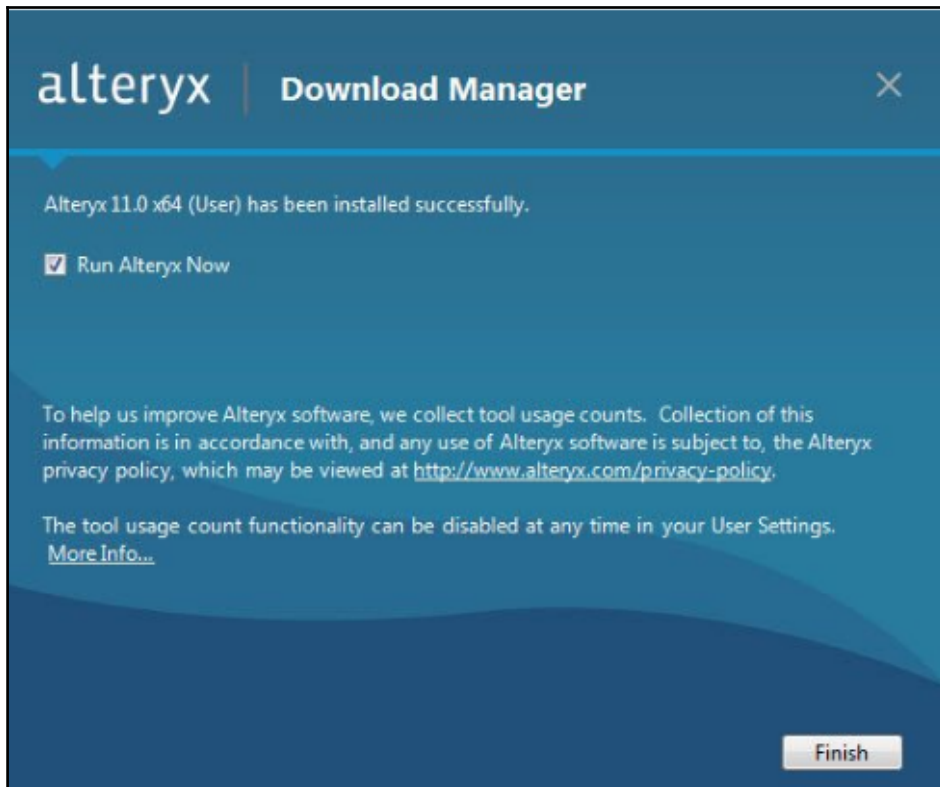 alteryx Download Manager
Alteryx 11.0 x64 (User) has been installed successfully.
Run Alteryx Now
To help us improve Alteryx software, we collect tool usage counts. Collection of this
information is in accordance with, and any use of Alteryx software is subject to, the Alteryx
privacy policy, which may be viewed at http://www.alteryx.com/privacy-policy.
The tool usage count functionality can be disabled at any time in your User Settings.
More Info...
Finish